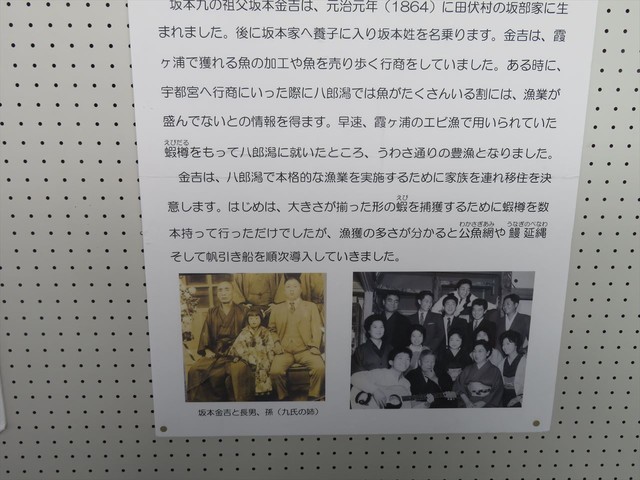 坂本九の祖父坂本金吉は、元治元年（1864）に田伏村の坂部家に生
まれました。後に坂本家へ養子に入り坂本姓を名乗ります。金吉は、霞
ヶ浦で獲れる魚の加工や魚を売り歩く行商をしていました。ある時に、
宇都宮へ行商にいった際に八郎潟では魚がたくさんいる割には、漁業が
盛んでないとの情報を得ます。早速、霞ヶ浦のエビ漁で用いられていた
えびだる
蝦樽をもって八郎潟に就いたところ、うわさ通りの豊漁となりました。
金吉は、八郎潟で本格的な漁業を実施するために家族を連れ移住を決
えび
意します。はじめは、大きさが揃った形の蝦を捕獲するために蝦樽を数
わかさぎあみ うなぎのべなわ
本持って行っただけでしたが、漁獲の多さが分かると公魚網や鰻延縄
そして帆引き船を順次導入していきました。
坂本金吉と長男、孫（九氏の姉）